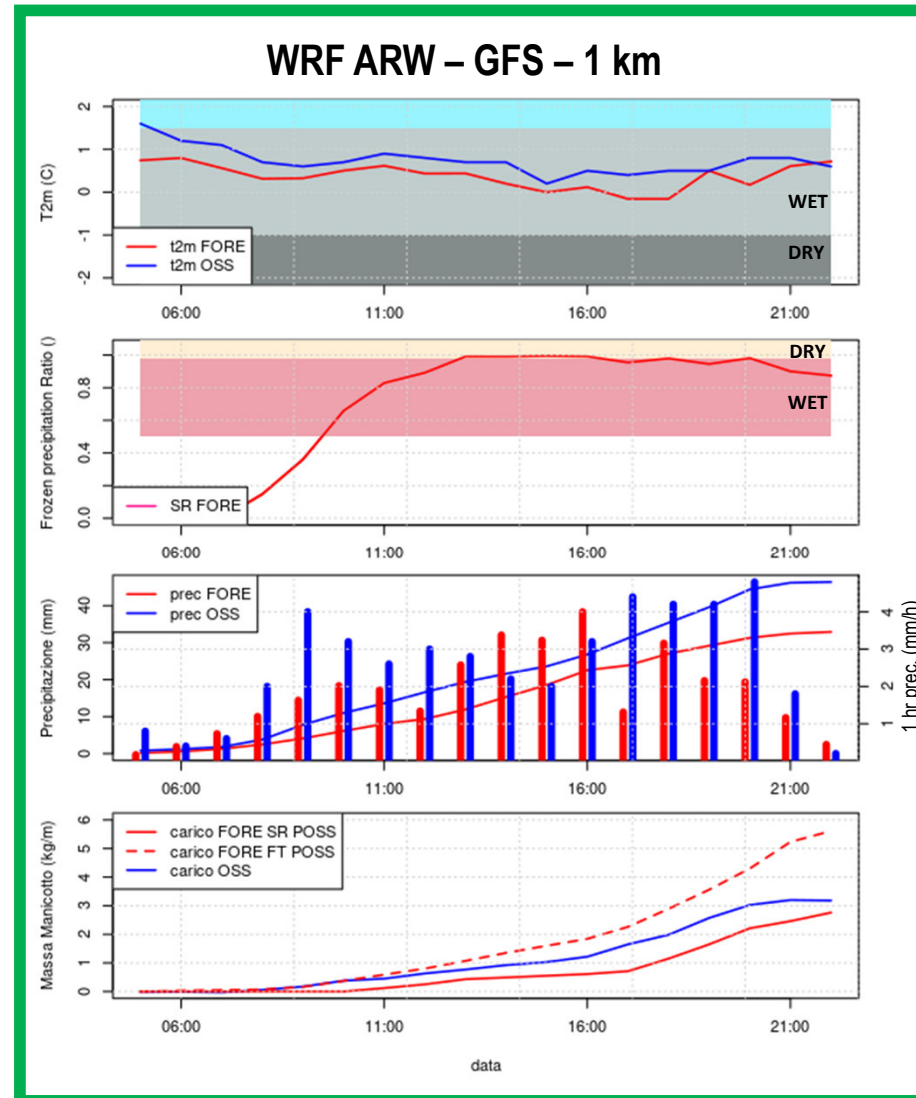 WRF ARW – GFS – 1 km
T2m (C)
2
1
0
-1
-2
WET
DRY
t2m FORE
t2m OSS
06:00 11:00 16:00 21:00
Frozen precipitation Ratio ()
0.8
0.4
0.0
DRY
WET
SR FORE
06:00 11:00 16:00 21:00
Precipitazione (mm)
40
30
20
10
0
prec FORE
prec OSS
4
3
2
1
1 hr prec. (mm/h)
06:00 11:00 16:00 21:00
Massa Manicotto (kg/m)
6
5
4
3
2
1
0
carico FORE SR POSS
carico FORE FT POSS
carico OSS
06:00 11:00 16:00 21:00
data